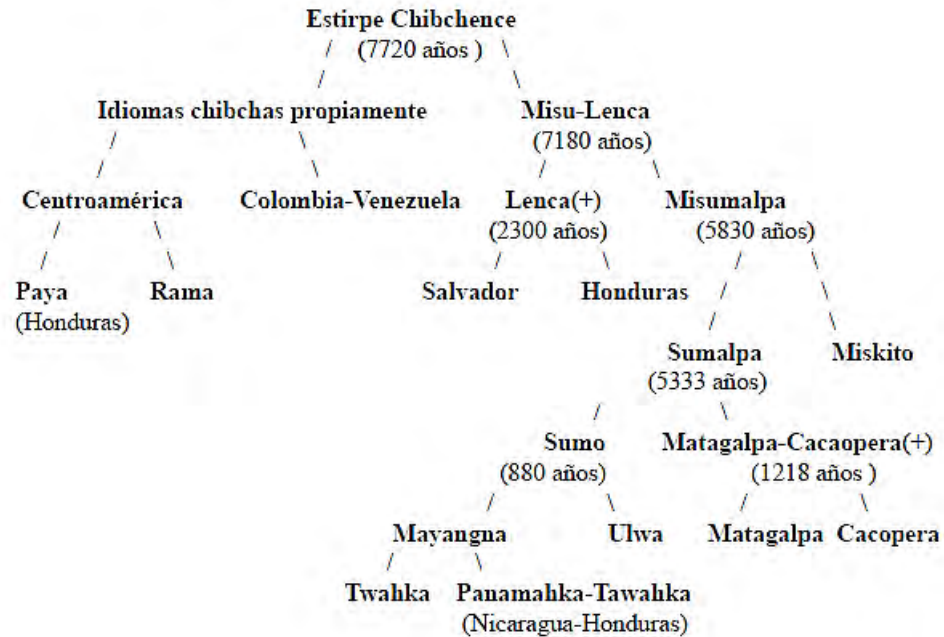 Estirpe Chibchence
(7720 años )
Idiomas chibchas propiamente Misu-Lenca
(7180 años)
Centroamérica Colombia-Venezuela Lenca(+) Misumalpa
(2300 años) (5830 años)
Paya Rama Salvador Honduras
(Honduras)
Sumalpa Miskito
(5333 años)
Sumo Matagalpa-Cacaopera(+)
(880 años) (1218 años )
Mayangna Ulwa Matagalpa Cacopera
Twahka Panamahka-Tawahka
(Nicaragua-Honduras)